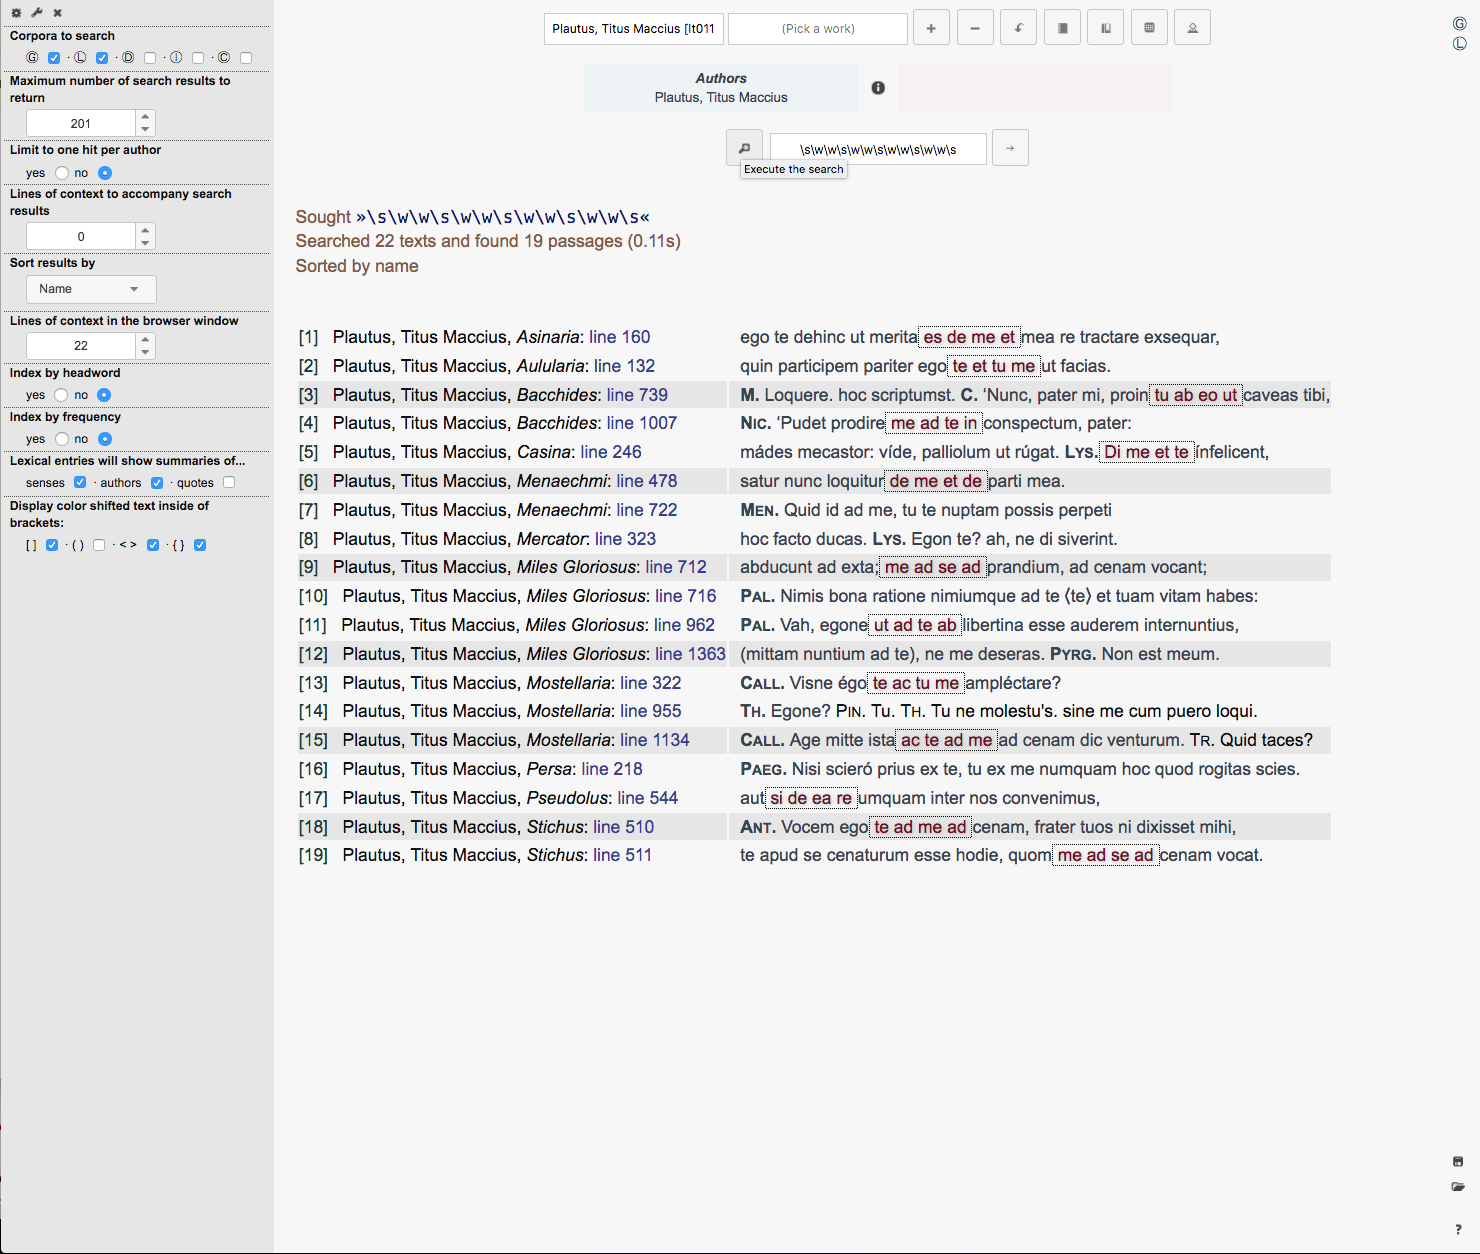 Corpora to search
Ⓖ · Ⓛ · Ⓓ · Ⓘ · Ⓒ
Maximum number of search results to
return
201
Limit to one hit per author
yes no
Lines of context to accompany search
results
0
Sort results by
Name
Lines of context in the browser window
22
Index by headword
yes no
Index by frequency
yes no
Lexical entries will show summaries of...
senses · authors · quotes
Display color shifted text inside of
brackets:
[ ] · ( ) · < > · { }
Plautus, Titus Maccius [lt011 (Pick a work)
Ⓖ
Ⓛ
Authors
Plautus, Titus Maccius
\s\w\w\s\w\w\s\w\w\s\w\w\s
Execute the search
Sought »\s\w\w\s\w\w\s\w\w\s\w\w\s«
Searched 22 texts and found 19 passages (0.11s)
Sorted by name
[1] Plautus, Titus Maccius, Asinaria: line 160 ego te dehinc ut merita es de me et mea re tractare exsequar,
[2] Plautus, Titus Maccius, Aulularia: line 132 quin participem pariter ego te et tu me ut facias.
[3] Plautus, Titus Maccius, Bacchides: line 739 M. Loquere. hoc scriptumst. C. ‘Nunc, pater mi, proin tu ab eo ut caveas tibi,
[4] Plautus, Titus Maccius, Bacchides: line 1007 NIC. ‘Pudet prodire me ad te in conspectum, pater:
[5] Plautus, Titus Maccius, Casina: line 246 mádes mecastor: víde, palliolum ut rúgat. LYS. Di me et te ínfelicent,
[6] Plautus, Titus Maccius, Menaechmi: line 478 satur nunc loquitur de me et de parti mea.
[7] Plautus, Titus Maccius, Menaechmi: line 722 MEN. Quid id ad me, tu te nuptam possis perpeti
[8] Plautus, Titus Maccius, Mercator: line 323 hoc facto ducas. LYS. Egon te? ah, ne di siverint.
[9] Plautus, Titus Maccius, Miles Gloriosus: line 712 abducunt ad exta; me ad se ad prandium, ad cenam vocant;
[10] Plautus, Titus Maccius, Miles Gloriosus: line 716 PAL. Nimis bona ratione nimiumque ad te ⟨te⟩ et tuam vitam habes:
[11] Plautus, Titus Maccius, Miles Gloriosus: line 962 PAL. Vah, egone ut ad te ab libertina esse auderem internuntius,
[12] Plautus, Titus Maccius, Miles Gloriosus: line 1363 (mittam nuntium ad te), ne me deseras. PYRG. Non est meum.
[13] Plautus, Titus Maccius, Mostellaria: line 322 CALL. Visne égo te ac tu me ampléctare?
[14] Plautus, Titus Maccius, Mostellaria: line 955 TH. Egone? PIN. Tu. TH. Tu ne molestu's. sine me cum puero loqui.
[15] Plautus, Titus Maccius, Mostellaria: line 1134 CALL. Age mitte ista ac te ad me ad cenam dic venturum. TR. Quid taces?
[16] Plautus, Titus Maccius, Persa: line 218 PAEG. Nisi scieró prius ex te, tu ex me numquam hoc quod rogitas scies.
[17] Plautus, Titus Maccius, Pseudolus: line 544 aut si de ea re umquam inter nos convenimus,
[18] Plautus, Titus Maccius, Stichus: line 510 ANT. Vocem ego te ad me ad cenam, frater tuos ni dixisset mihi,
[19] Plautus, Titus Maccius, Stichus: line 511 te apud se cenaturum esse hodie, quom me ad se ad cenam vocat.
?